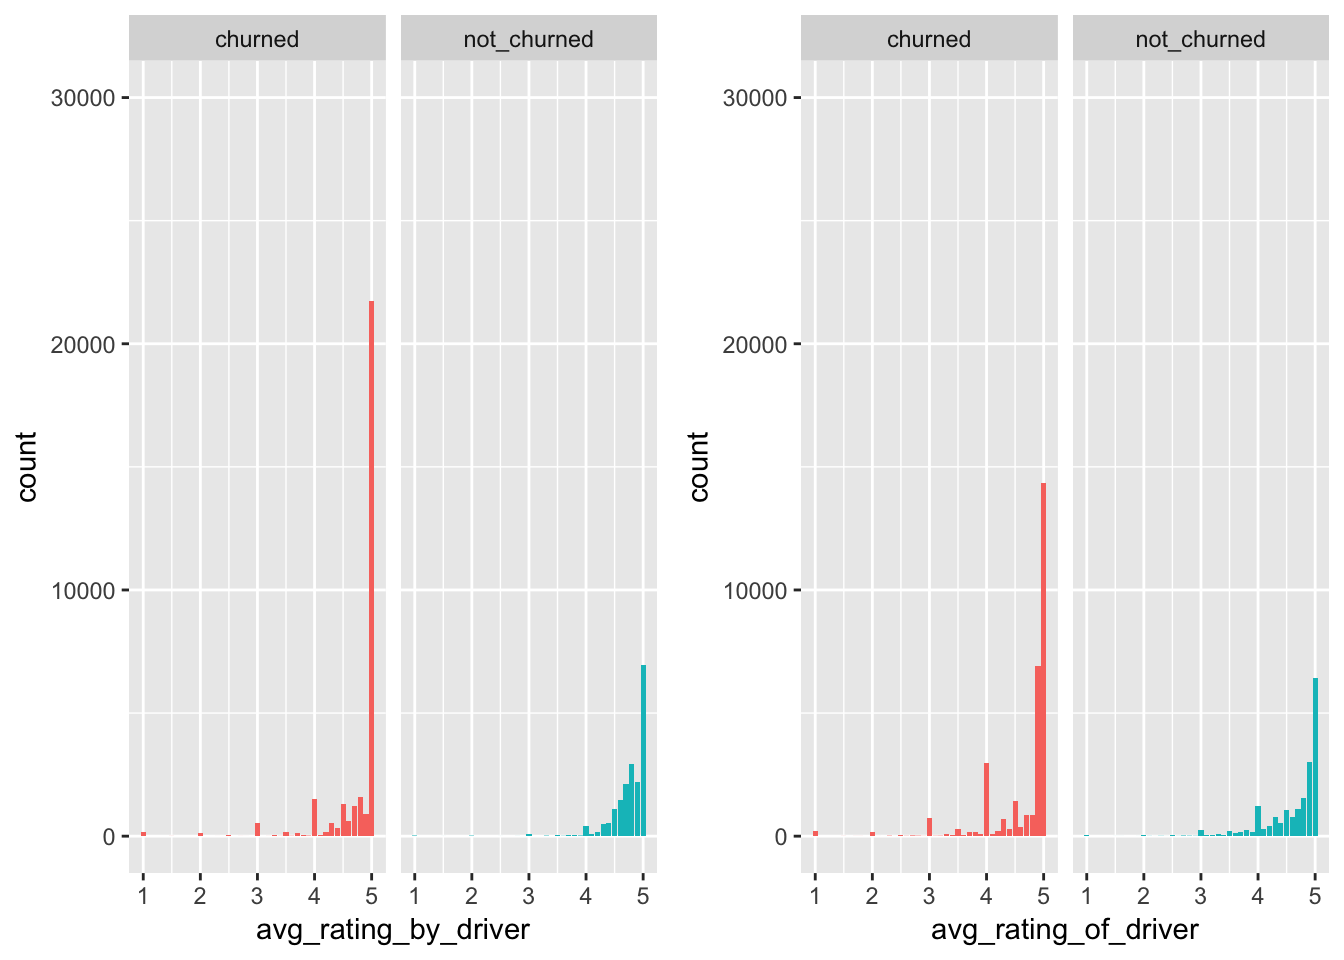 churned not_churned
30000
20000
10000
0
count
1 2 3 4 5 1 2 3 4 5
avg_rating_by_driver
churned not_churned
30000
20000
10000
0
count
1 2 3 4 5 1 2 3 4 5
avg_rating_of_driver